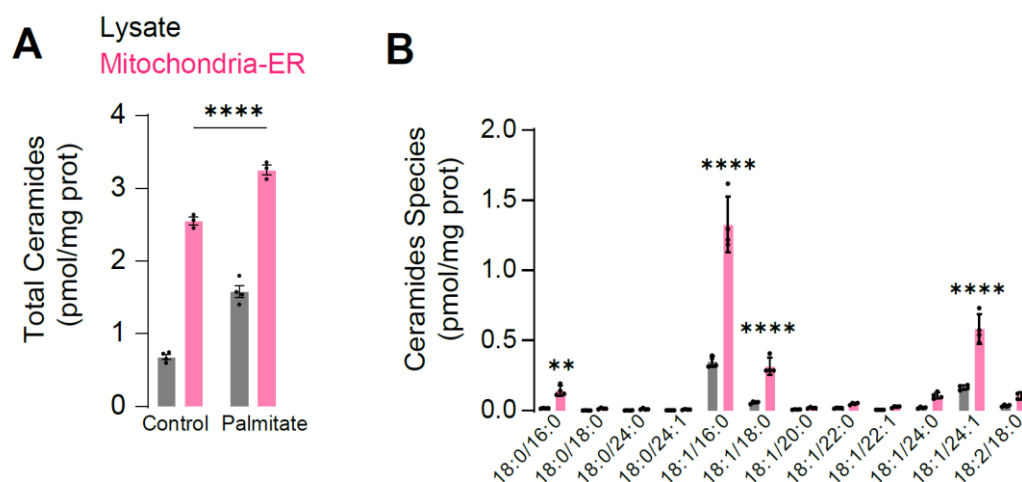 A
Lysate
Mitochondria-ER
Total Ceramides
(pmol/mg prot)
4
3
2
1
0
****
Control
Palmitate
B
Ceramides Species
(pmol/mg prot)
2.0
1.5
1.0
0.5
0.0
**
****
****
****
18:0/16:0
18:0/18:0
18:0/24:0
18:0/24:1
18:1/16:0
18:1/18:0
18:1/20:0
18:1/22:0
18:1/22:1
18:1/24:0
18:1/24:1
18:2/18:0